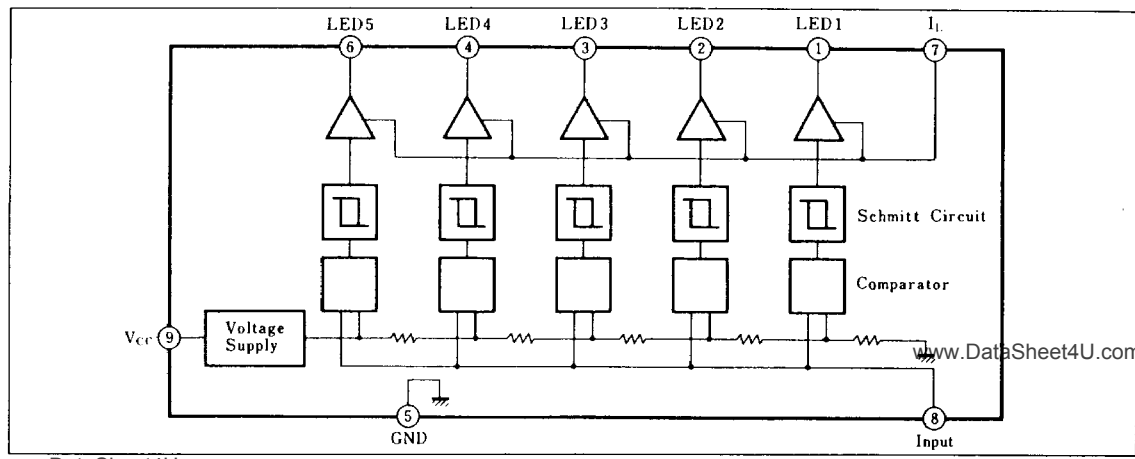 LED5 LED4 LED3 LED2 LED1 IL
6 4 3 2 1 7
Schmitt Circuit
Comparator
VCC 9 Voltage
Supply
www.DataSheet4U.com
5 8
GND Input